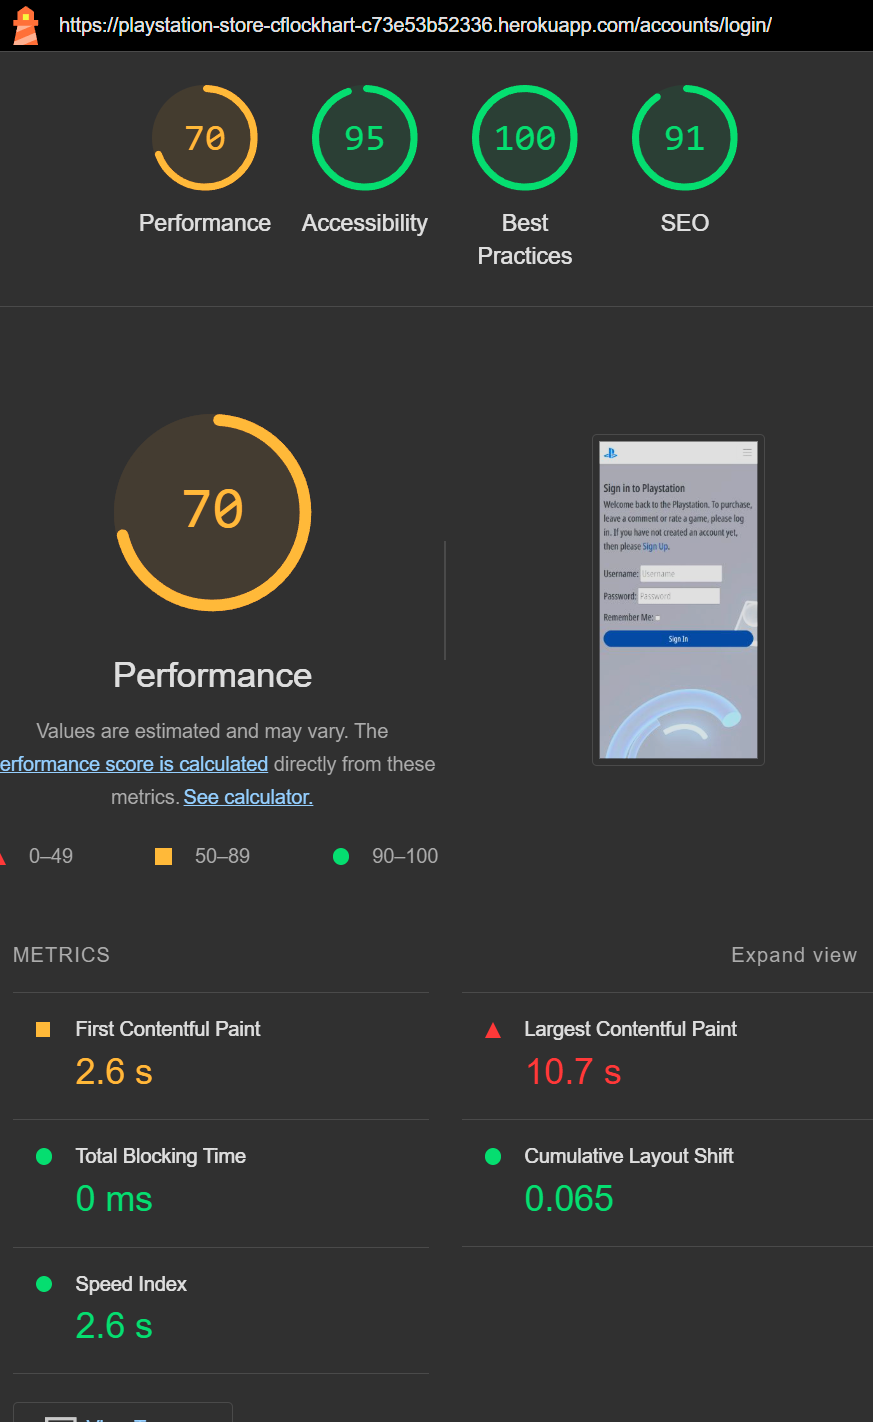 https://playstation-store-cflockhart-c73e53b52336.herokuapp.com/accounts/login/
70
95
100
91
Performance
Accessibility
Best
Practices
SEO
70
Performance
Values are estimated and may vary. The
erformance score is calculated directly from these
metrics. See calculator.
0–49
50–89
90–100
Sign in to Playstation
Welcome back to the Playstation. To purchase,
leave a comment or rate a game, please log
in. If you have not created an account yet,
then please Sign Up.
Username: Username
Password: Password
Remember Me:
Sign In
METRICS
Expand view
First Contentful Paint
2.6 s
Largest Contentful Paint
10.7 s
Total Blocking Time
0 ms
Cumulative Layout Shift
0.065
Speed Index
2.6 s